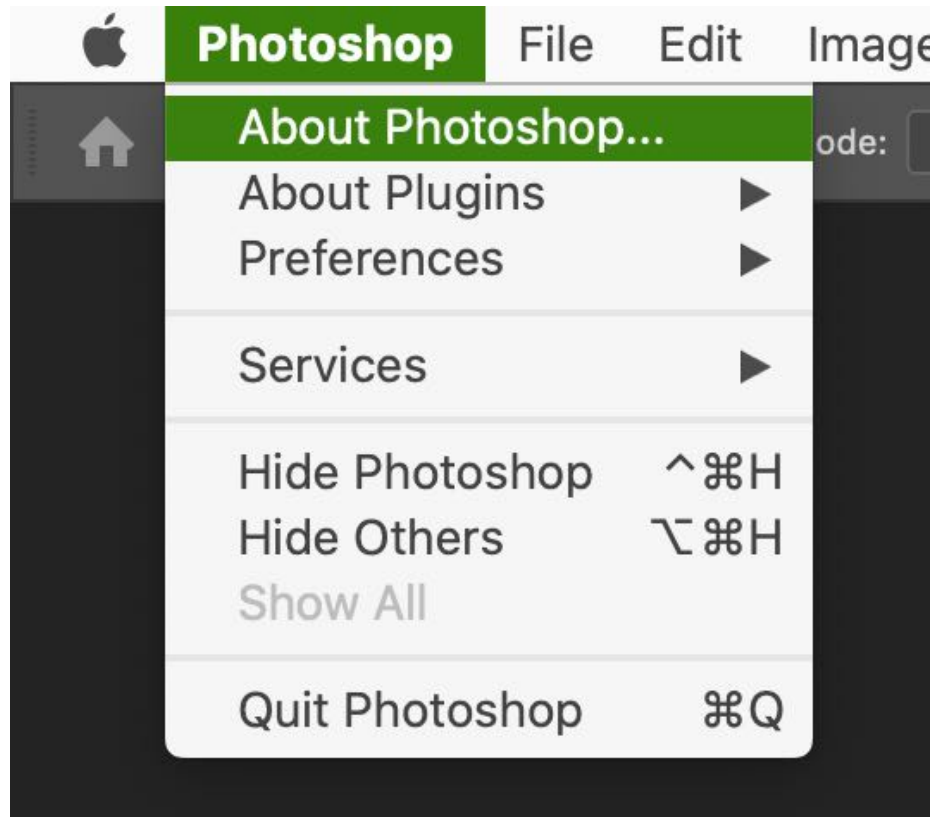 Photoshop File Edit Image
ode:
About Photoshop...
About Plugins
Preferences
Services
Hide Photoshop ^⌘H
Hide Others ⌥⌘H
Show All
Quit Photoshop ⌘Q